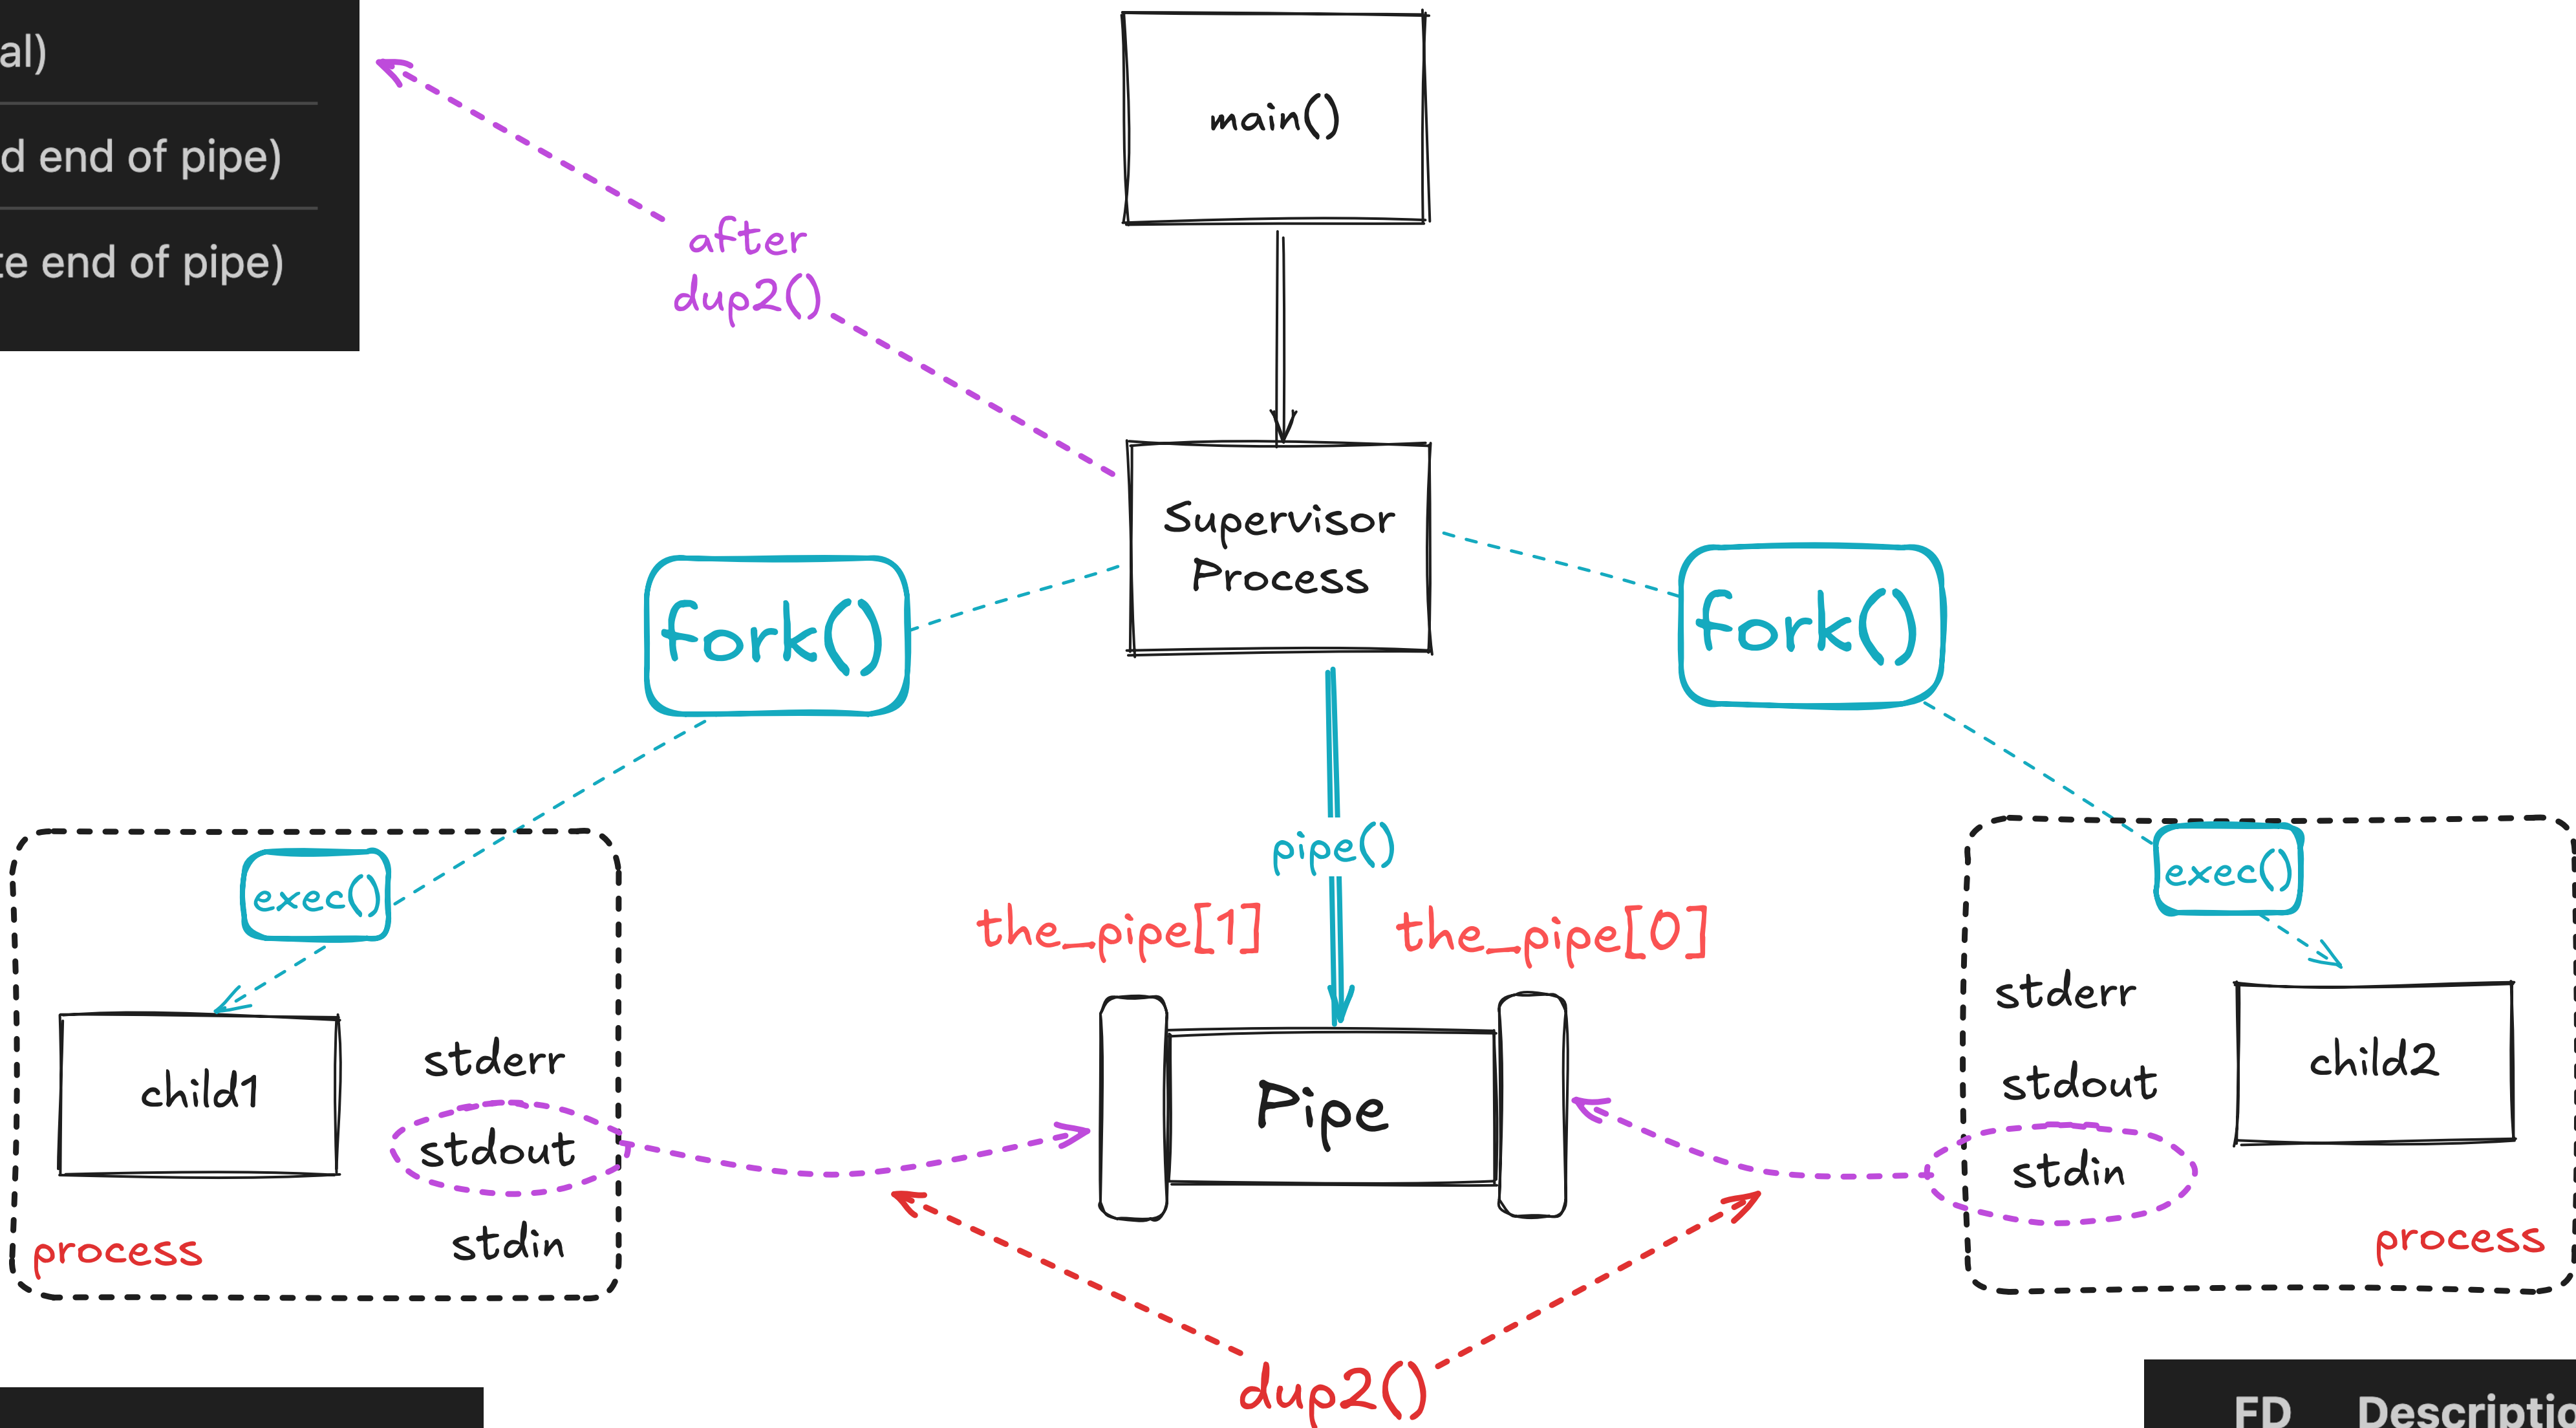 al)
d end of pipe)
te end of pipe)
main()
after
dup2()
Supervisor
Process
fork()
fork()
pipe()
exec()
exec()
the_pipe[1]
the_pipe[0]
stderr
stdout
stdin
child1
process
Pipe
stderr
stdout
stdin
child2
process
dup2()
FD Descriptio